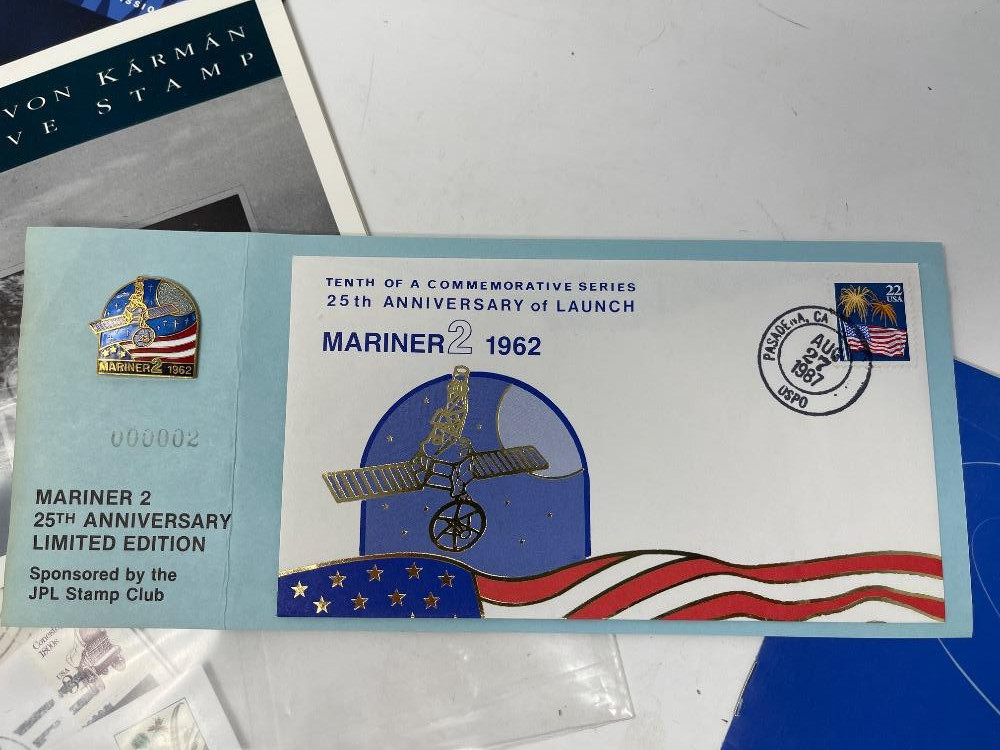 VON KÁRMÁN
VE STAMP
MARINER 2 1962
000002
MARINER 2
25TH ANNIVERSARY
LIMITED EDITION
Sponsored by the
JPL Stamp Club
TENTH OF A COMMEMORATIVE SERIES
25th ANNIVERSARY of LAUNCH
MARINER 2 1962
22
USA
PASADENA, CA
AUG
27
1987
USPO
1800s
USA